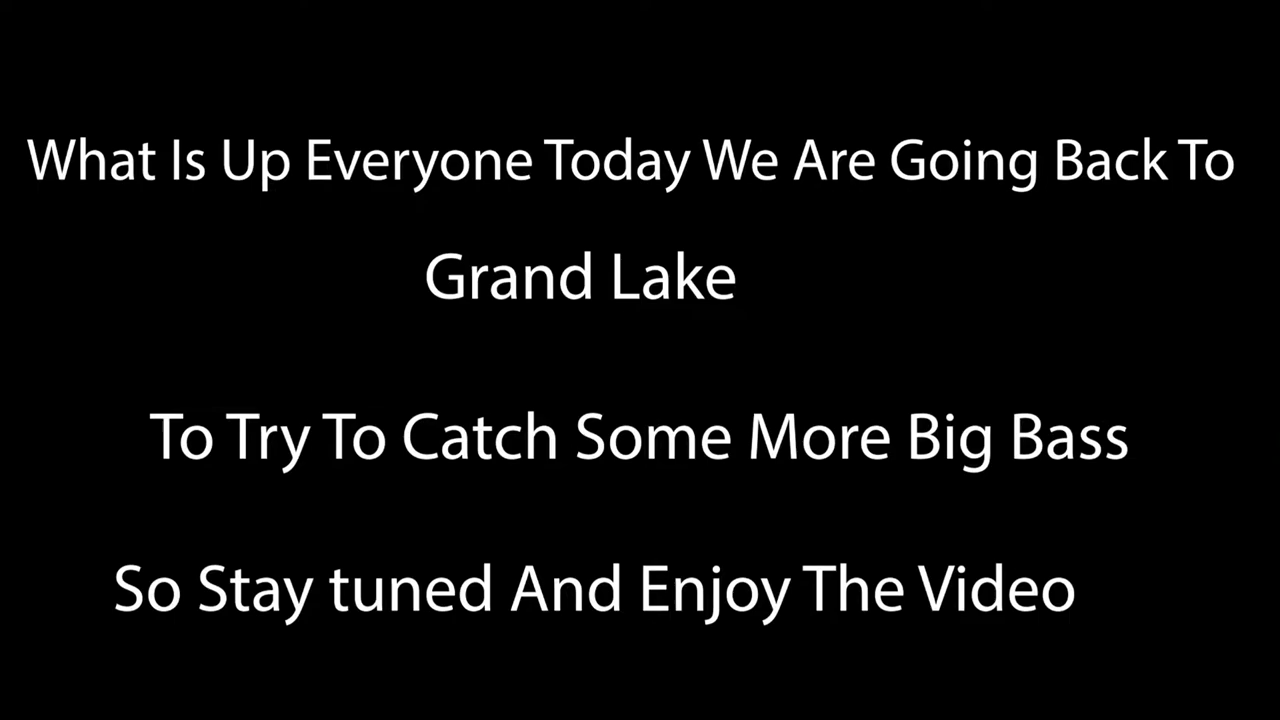 What Is Up Everyone Today We Are Going Back To
Grand Lake
To Try To Catch Some More Big Bass
So Stay tuned And Enjoy The Video